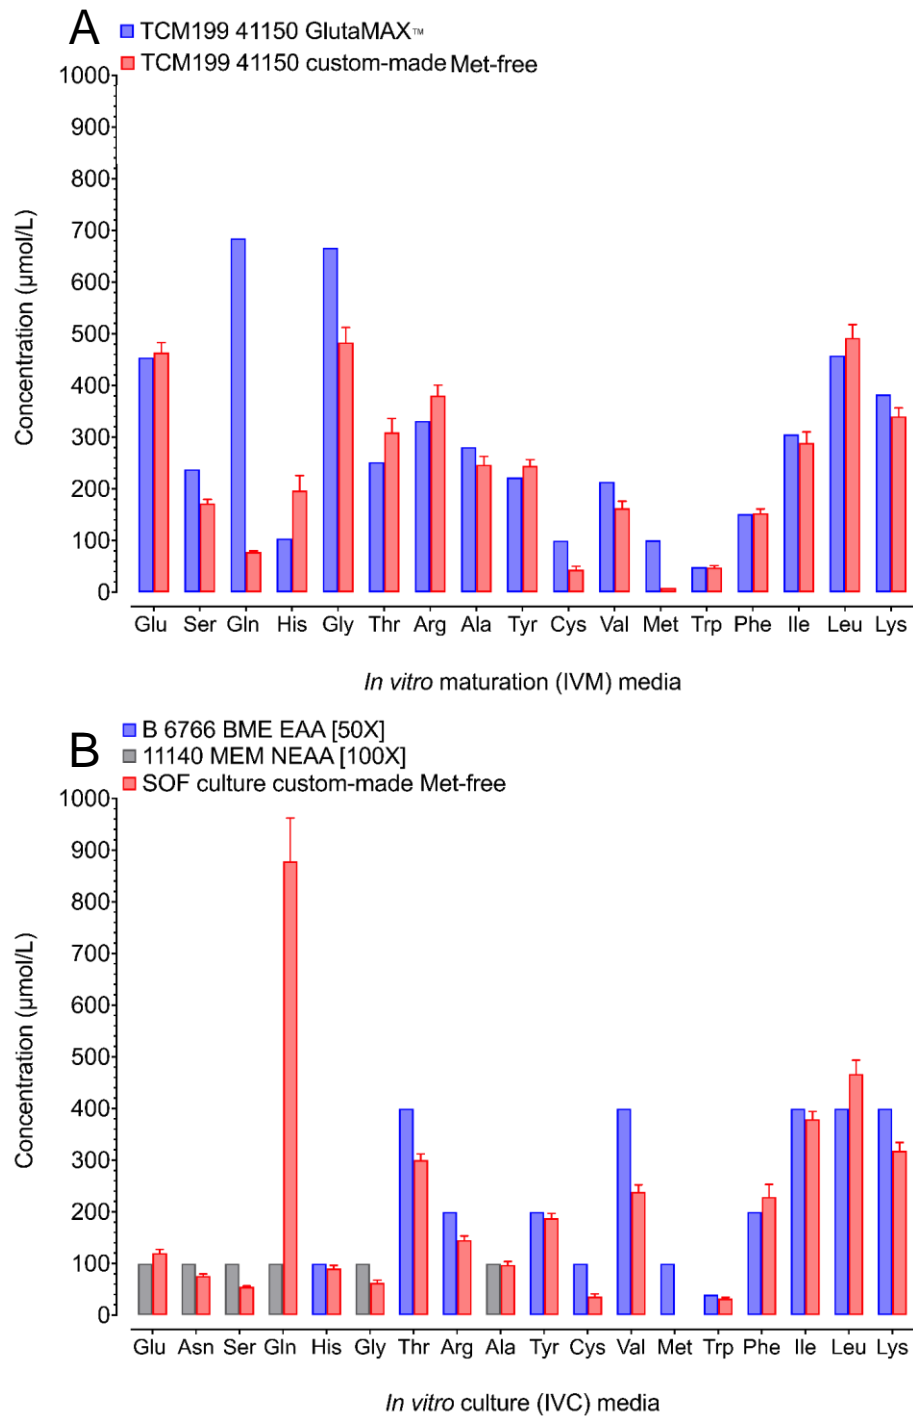 A
TCM199 41150 GlutaMAX™
TCM199 41150 custom-made Met-free
1000
900
800
700
600
500
400
300
200
100
0
Concentration (µmol/L)
Glu Ser Gln His Gly Thr Arg Ala Tyr Cys Val Met Trp Phe Ile Leu Lys
In vitro maturation (IVM) media
B
B 6766 BME EAA [50X]
11140 MEM NEAA [100X]
SOF culture custom-made Met-free
1000
900
800
700
600
500
400
300
200
100
0
Concentration (µmol/L)
Glu Asn Ser Gln His Gly Thr Arg Ala Tyr Cys Val Met Trp Phe Ile Leu Lys
In vitro culture (IVC) media